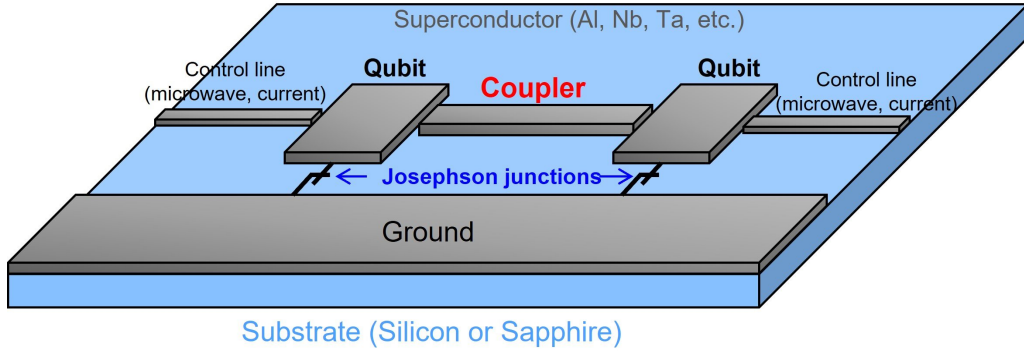 Superconductor (Al, Nb, Ta, etc.)
Control line
(microwave, current)
Qubit
Coupler
Qubit
Control line
(microwave, current)
Josephson junctions
Ground
Substrate (Silicon or Sapphire)